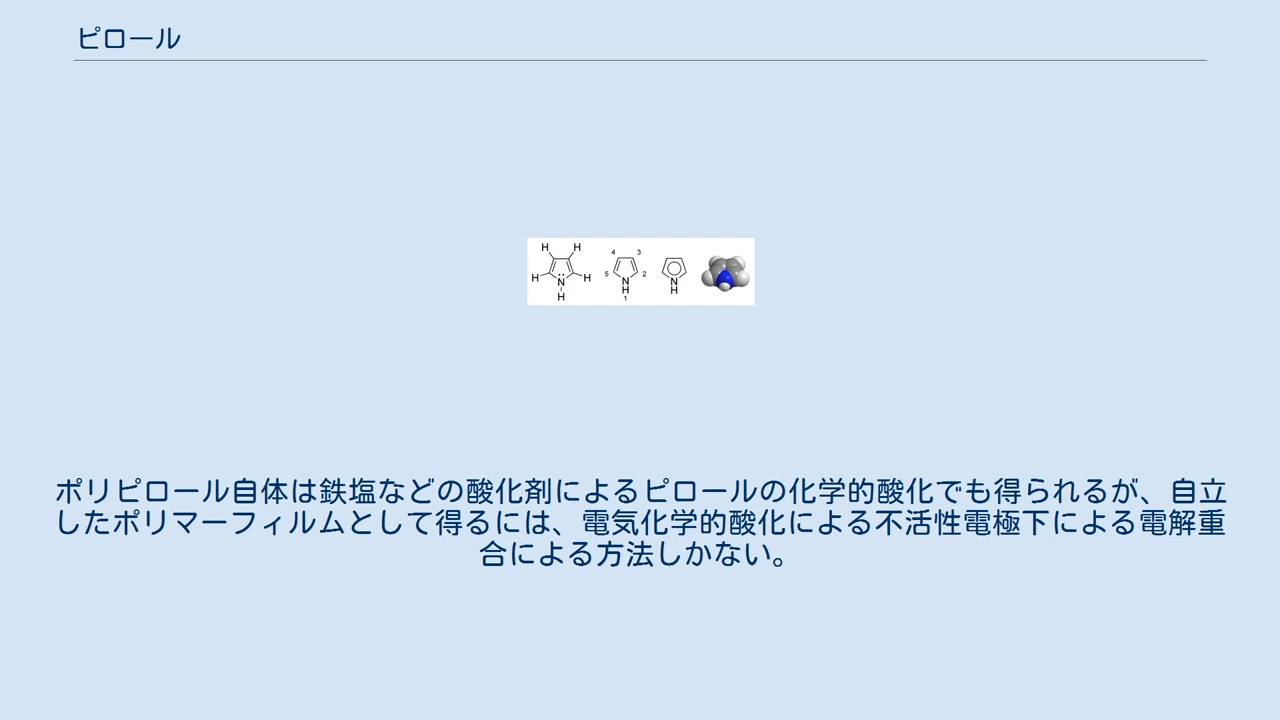 ピロール
H H
H H
N
H
4 3
5 2
N
H
1
N
H
ポリピロール自体は鉄塩などの酸化剤によるピロールの化学的酸化でも得られるが、自立
したポリマーフィルムとして得るには、電気化学的酸化による不活性電極下による電解重
合による方法しかない。